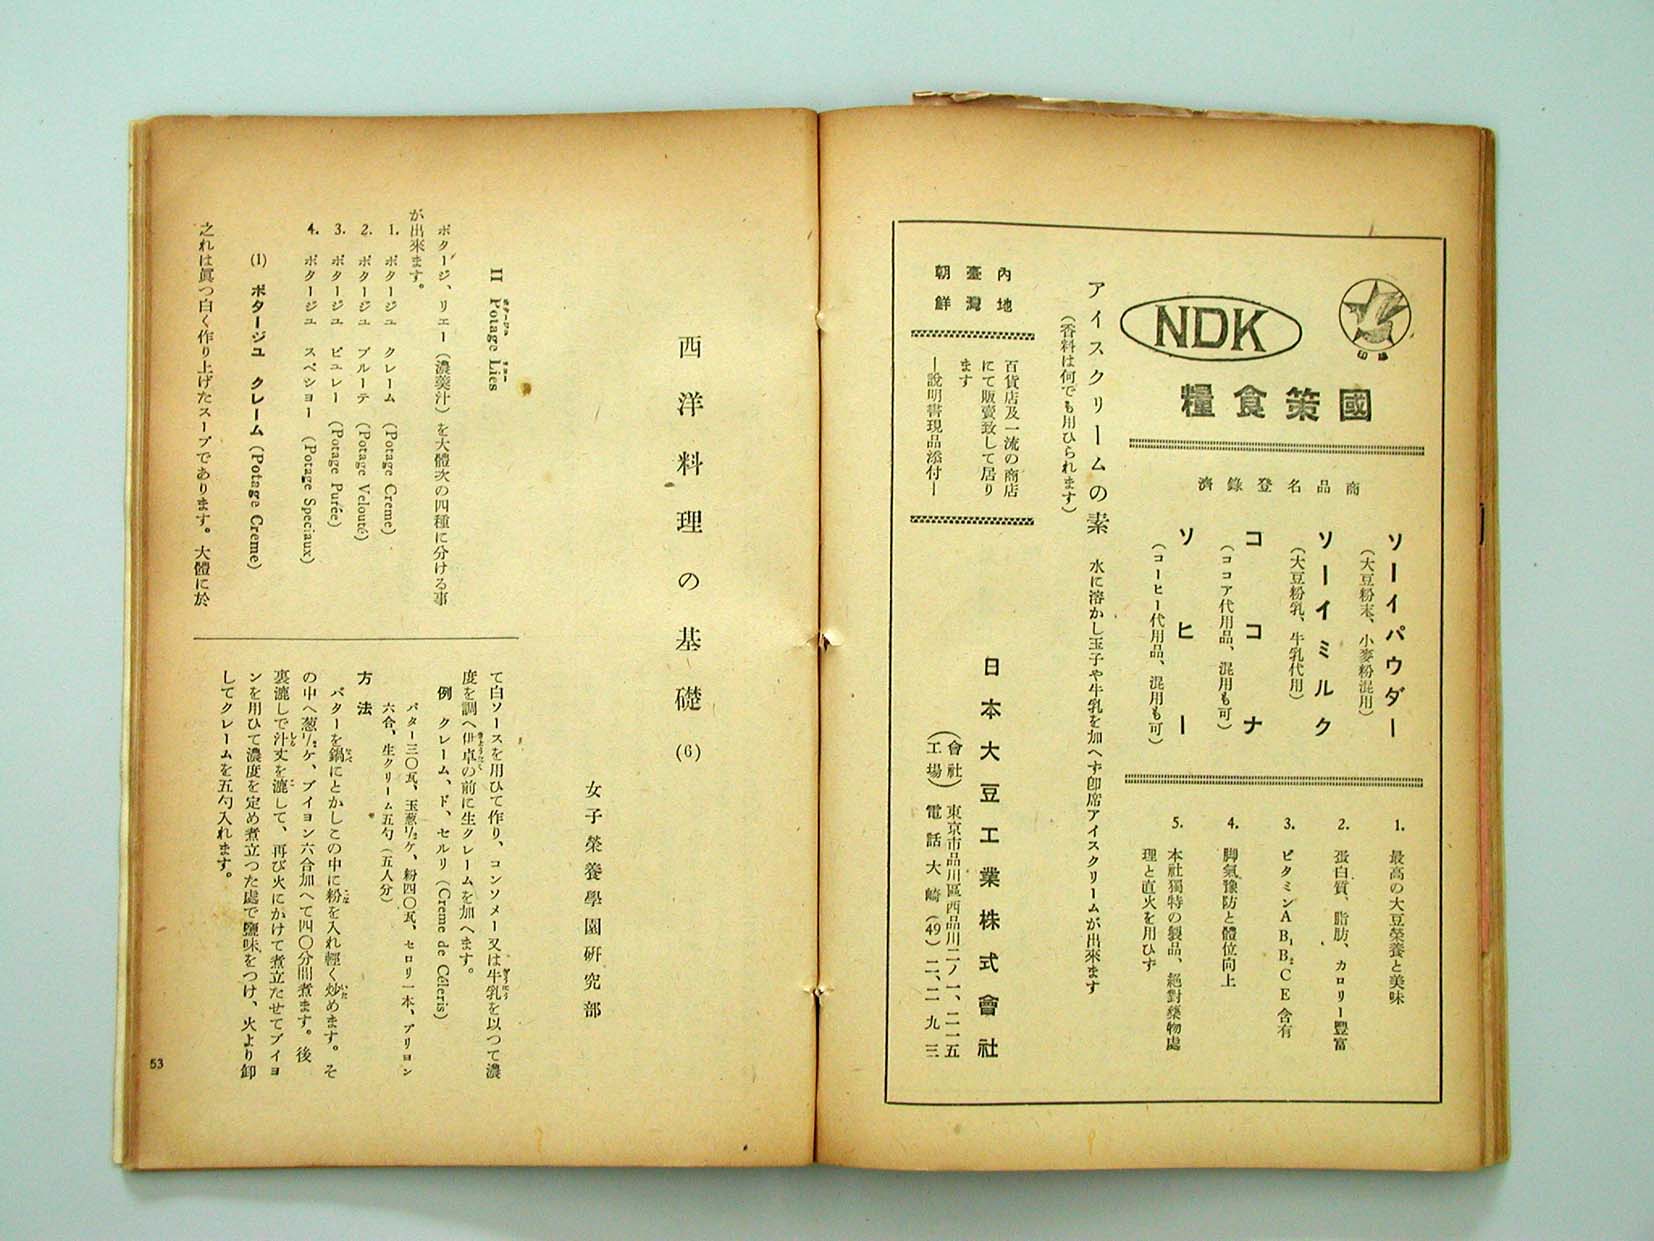 NDK
國策食糧
商品名登錄濟
ソーイパウダー
(大豆粉末、小麥粉混用)
ソーイミルク
(大豆粉乳、牛乳代用)
ココナ
(ココア代用品、混用も可)
ソヒー
(コーヒー代用品、混用も可)
1. 最高の大豆榮養と美味
2. 蛋白質、脂肪、カロリー豐富
3. ビタミンA B₁ B₂ C E 含有
4. 脚氣豫防と體位向上
5. 本社獨特の製品、絕對藥物處
理と直火を用ひず
アイスクリームの素 水に溶かし玉子や牛乳を加へず卽席アイスクリームが出來ます
(香料は何でも用ひられます)
內地
臺灣
朝鮮
百貨店及一流の商店
にて販賣致して居り
ます
―說明書現品添付―
日本大豆工業株式會社
(會社) 東京市品川區西品川二ノ一、二一五
(工場) 電話大崎(49)二、二九三
西洋料理の基礎(6)
女子榮養學園硏究部
II Potage Lies
ポタージ、リエー(濃羹汁)を大體次の四種に分ける事
が出來ます。
1. ポタージユ クレーム (Potage Creme)
2. ポタージユ ブルーテ (Potage Velouté)
3. ポタージユ ピュレー (Potage Purée)
4. ポタージユ スペショー (Potage Speciaux)
(1) ポタージユ クレーム (Potage Creme)
之れは眞つ白く作り上げたスープであります。大體に於
て白ソースを用ひて作り、コンソメー又は牛乳を以つて濃
度を調へ供卓の前に生クレームを加へます。
例 クレーム、ド、セルリ (Creme de Céleris)
バター三〇瓦、玉葱1/2ケ、粉四〇瓦、セロリ一本、ブリヨン
六合、生クリーム五勺(五人分)
方法
バターを鍋にとかしこの中に粉を入れ輕く炒めます。そ
の中へ葱1/2ケ、ブイヨン六合加へて四〇分間煮ます。後
裏漉しで汁丈を漉して、再び火にかけて煮立たせてブイヨ
ンを用ひて濃度を定め煮立つた處で鹽味をつけ、火より卸
してクレームを五勺入れます。
53